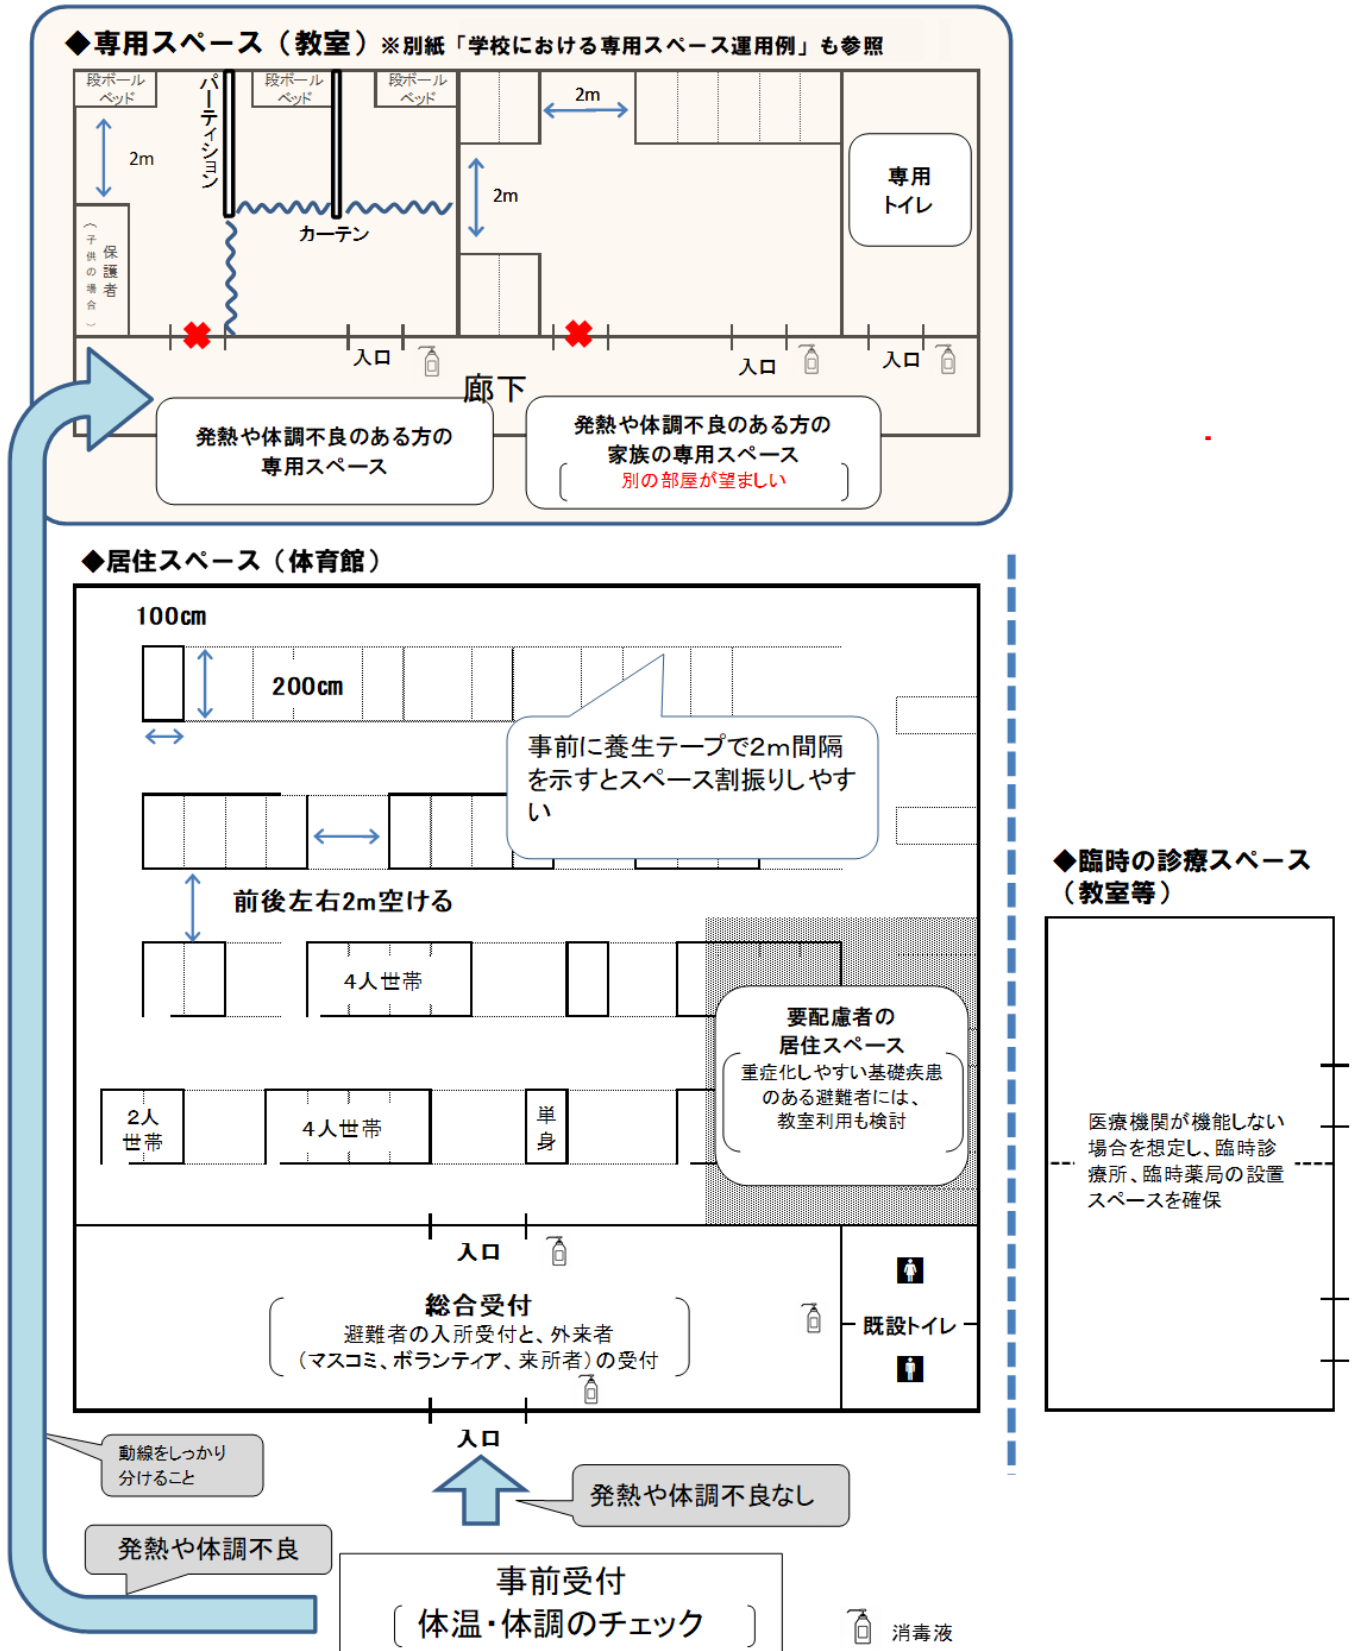 ◆専用スペース（教室）※別紙「学校における専用スペース運用例」も参照
段ボール
ベッド
パーティション
段ボール
ベッド
段ボール
ベッド
2m
2m
2m
専用
トイレ
カーテン
保護者
（子供の場合）
入口
入口
入口
廊下
発熱や体調不良のある方の
専用スペース
発熱や体調不良のある方の
家族の専用スペース
別の部屋が望ましい
◆居住スペース（体育館）
100cm
200cm
事前に養生テープで2m間隔
を示すとスペース割振りしやす
い
前後左右2m空ける
4人世帯
要配慮者の
居住スペース
重症化しやすい基礎疾患
のある避難者には、
教室利用も検討
2人
世帯
4人世帯
単
身
入口
総合受付
避難者の入所受付と、外来者
（マスコミ、ボランティア、来所者）の受付
既設トイレ
入口
◆臨時の診療スペース
（教室等）
医療機関が機能しない
場合を想定し、臨時診
療所、臨時薬局の設置
スペースを確保
動線をしっかり
分けること
発熱や体調不良なし
発熱や体調不良
事前受付
体温・体調のチェック
消毒液